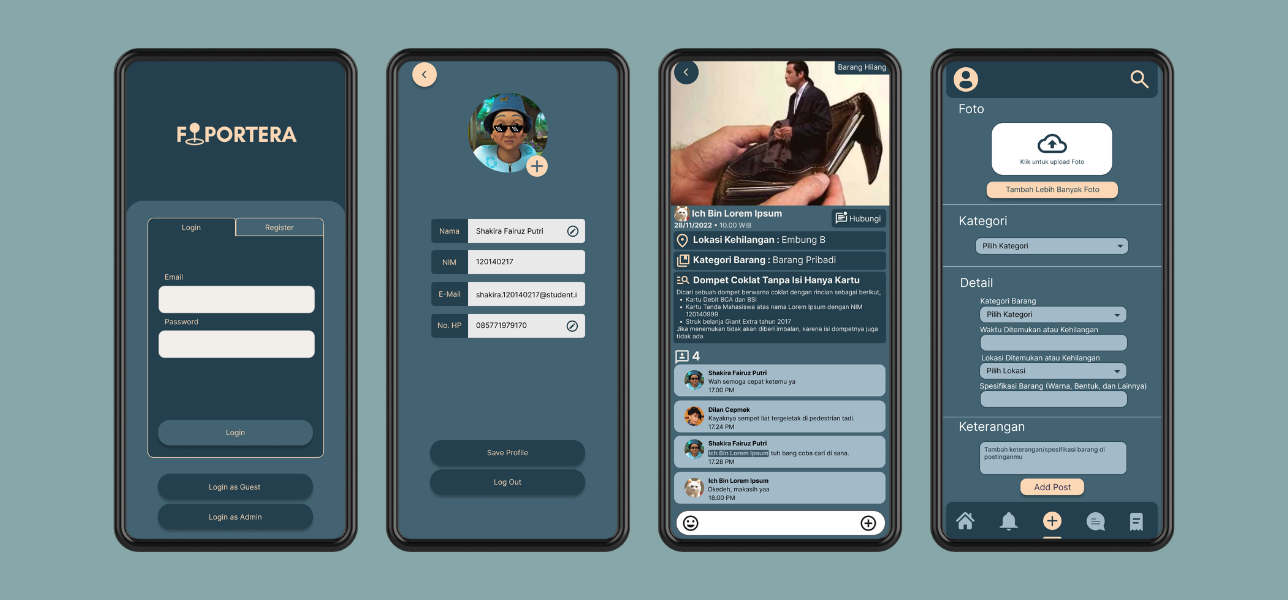 F PORTERA
Login
Register
Email
Password
Login
Login as Guest
Login as Admin
Nama
Shakira Fairuz Putri
NIM
120140217
E-Mail
shakira.120140217@student.i
No. HP
085771979170
Save Profile
Log Out
Barang Hilang
Ich Bin Lorem Ipsum
28/11/2022 • 10.00 WIB
Hubungi
Lokasi Kehilangan : Embung B
Kategori Barang : Barang Pribadi
Dompet Coklat Tanpa Isi Hanya Kartu
Dicari sebuah dompet berwarna coklat dengan rincian sebagai berikut,
• Kartu Debit BCA dan BSI
• Kartu Tanda Mahasiswa atas nama Lorem Ipsum dengan NIM
120140999
• Struk belanja Giant Extra tahun 2017
Jika menemukan tidak akan diberi imbalan, karena isi dompetnya juga
tidak ada
4
Shakira Fairuz Putri
Wah semoga cepat ketemu ya
17.00 PM
Dilan Cepmek
Kayaknya sempet liat tergeletak di pedestrian tadi.
17.24 PM
Shakira Fairuz Putri
Ich Bin Lorem Ipsum tuh bang coba cari di sana.
17.28 PM
Ich Bin Lorem Ipsum
Okedeh, makasih yaa
18.00 PM
Foto
Klik untuk upload Foto
Tambah Lebih Banyak Foto
Kategori
Pilih Kategori
Detail
Kategori Barang
Pilih Kategori
Waktu Ditemukan atau Kehilangan
Lokasi Ditemukan atau Kehilangan
Pilih Lokasi
Spesifikasi Barang (Warna, Bentuk, dan Lainnya)
Keterangan
Tambah keterangan/spesifikasi barang di
postinganmu
Add Post